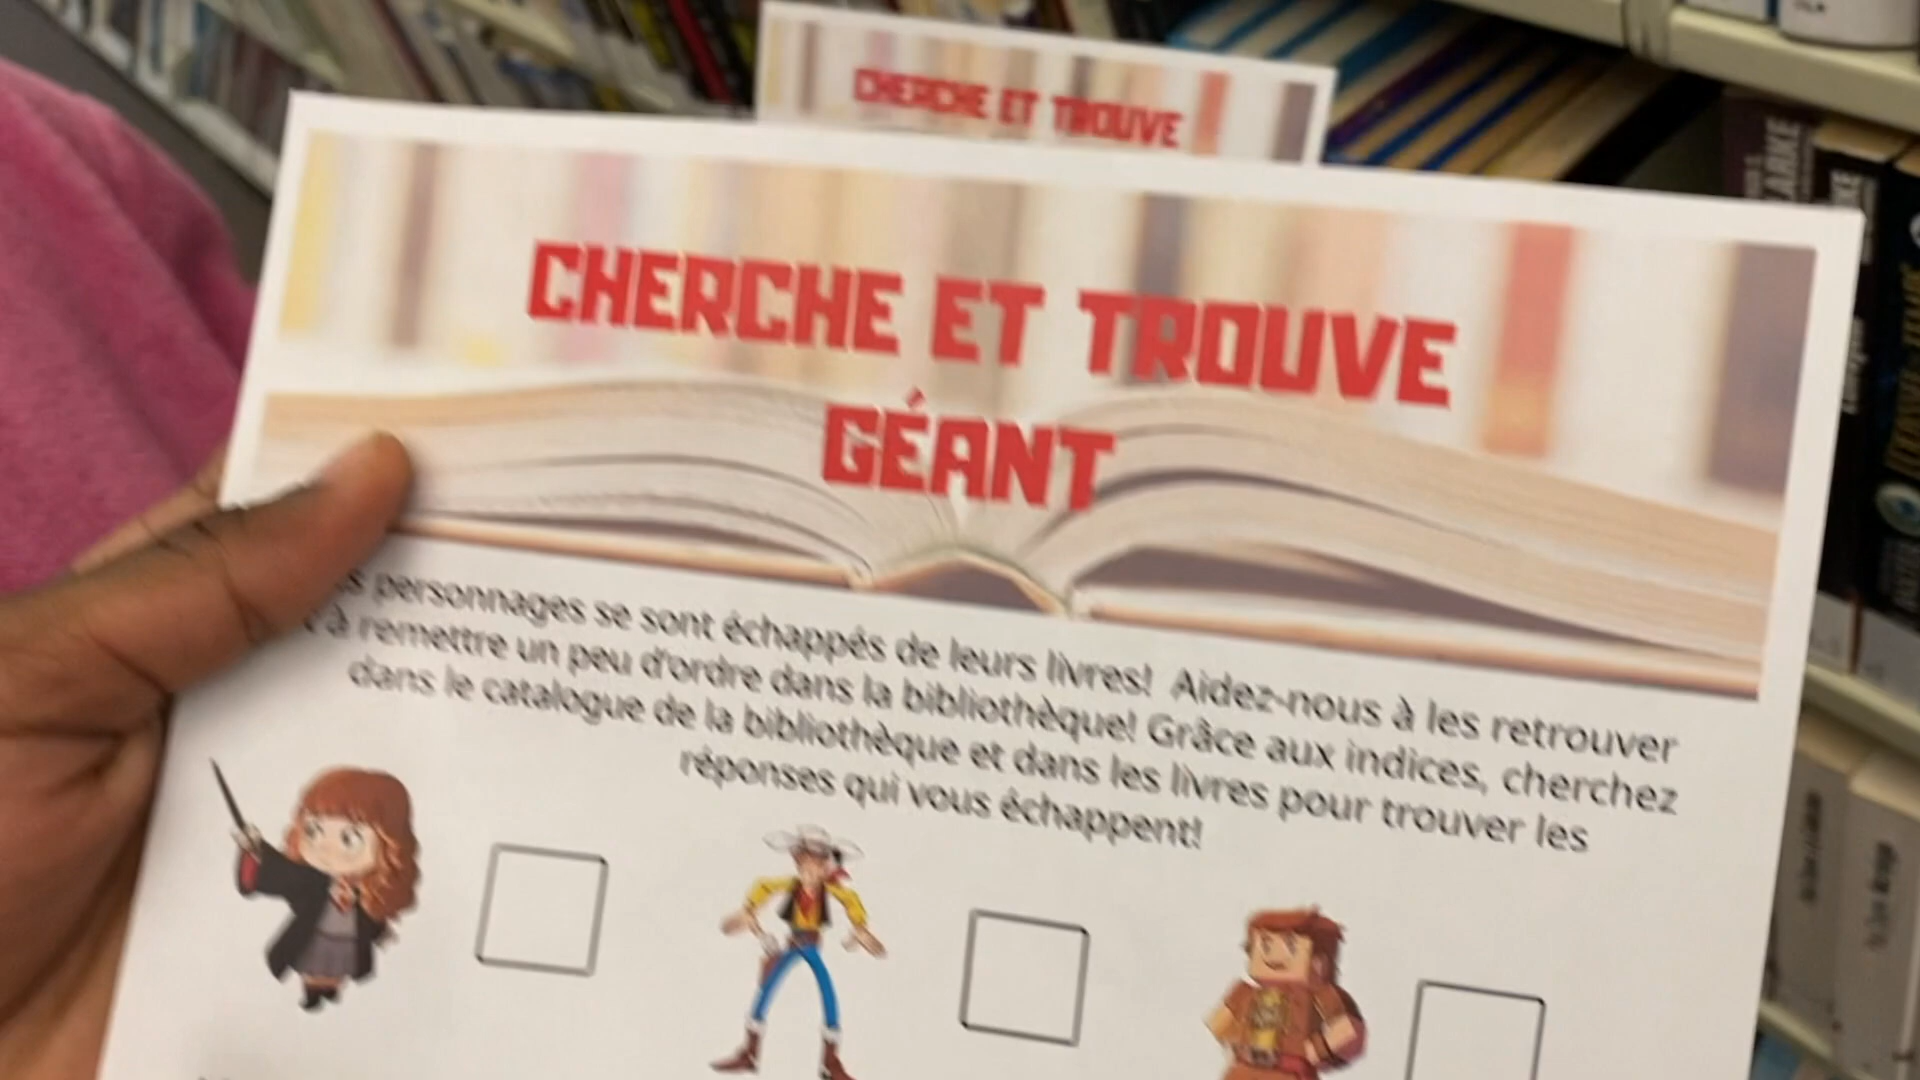 CHERCHE ET TROUVE
CHERCHE ET TROUVE
GÉANT
personnages se sont échappés de leurs livres! Aidez-nous à les retrouver
à remettre un peu d'ordre dans la bibliothèque! Grâce aux indices, cherchez
dans le catalogue de la bibliothèque et dans les livres pour trouver les
réponses qui vous échappent!